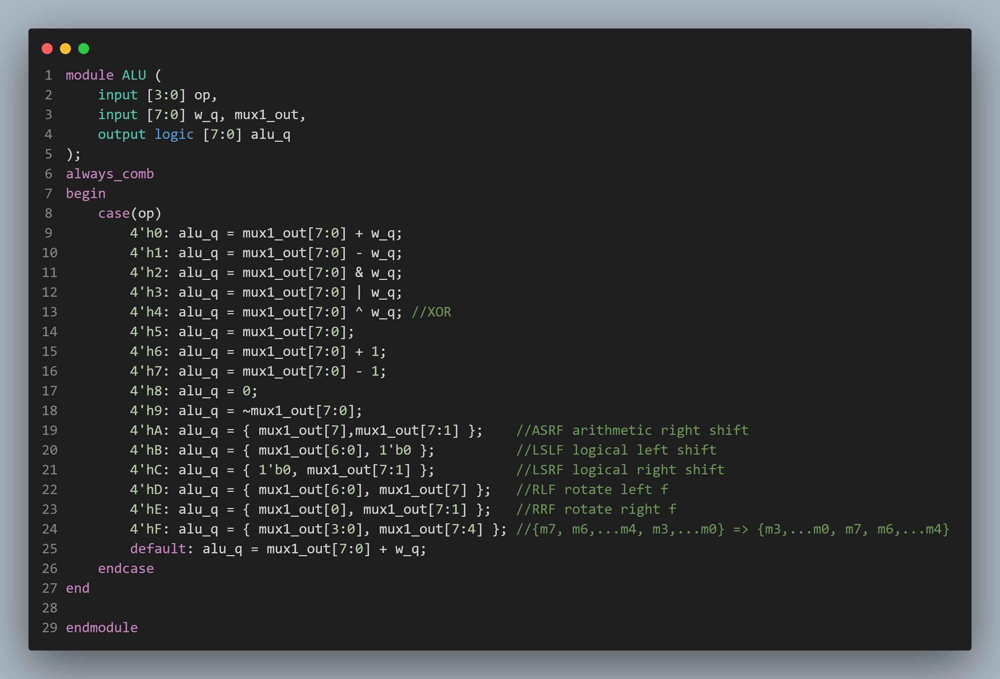 1 module ALU (
2     input [3:0] op,
3     input [7:0] w_q, mux1_out,
4     output logic [7:0] alu_q
5 );
6 always_comb
7 begin
8     case(op)
9         4'h0: alu_q = mux1_out[7:0] + w_q;
10         4'h1: alu_q = mux1_out[7:0] - w_q;
11         4'h2: alu_q = mux1_out[7:0] & w_q;
12         4'h3: alu_q = mux1_out[7:0] | w_q;
13         4'h4: alu_q = mux1_out[7:0] ^ w_q; //XOR
14         4'h5: alu_q = mux1_out[7:0];
15         4'h6: alu_q = mux1_out[7:0] + 1;
16         4'h7: alu_q = mux1_out[7:0] - 1;
17         4'h8: alu_q = 0;
18         4'h9: alu_q = ~mux1_out[7:0];
19         4'hA: alu_q = { mux1_out[7],mux1_out[7:1] };    //ASRF arithmetic right shift
20         4'hB: alu_q = { mux1_out[6:0], 1'b0 };          //LSLF logical left shift
21         4'hC: alu_q = { 1'b0, mux1_out[7:1] };          //LSRF logical right shift
22         4'hD: alu_q = { mux1_out[6:0], mux1_out[7] };   //RLF rotate left f
23         4'hE: alu_q = { mux1_out[0], mux1_out[7:1] };   //RRF rotate right f
24         4'hF: alu_q = { mux1_out[3:0], mux1_out[7:4] }; //{m7, m6,...m4, m3,...m0} => {m3,...m0, m7, m6,...m4}
25         default: alu_q = mux1_out[7:0] + w_q;
26     endcase
27 end
28
29 endmodule